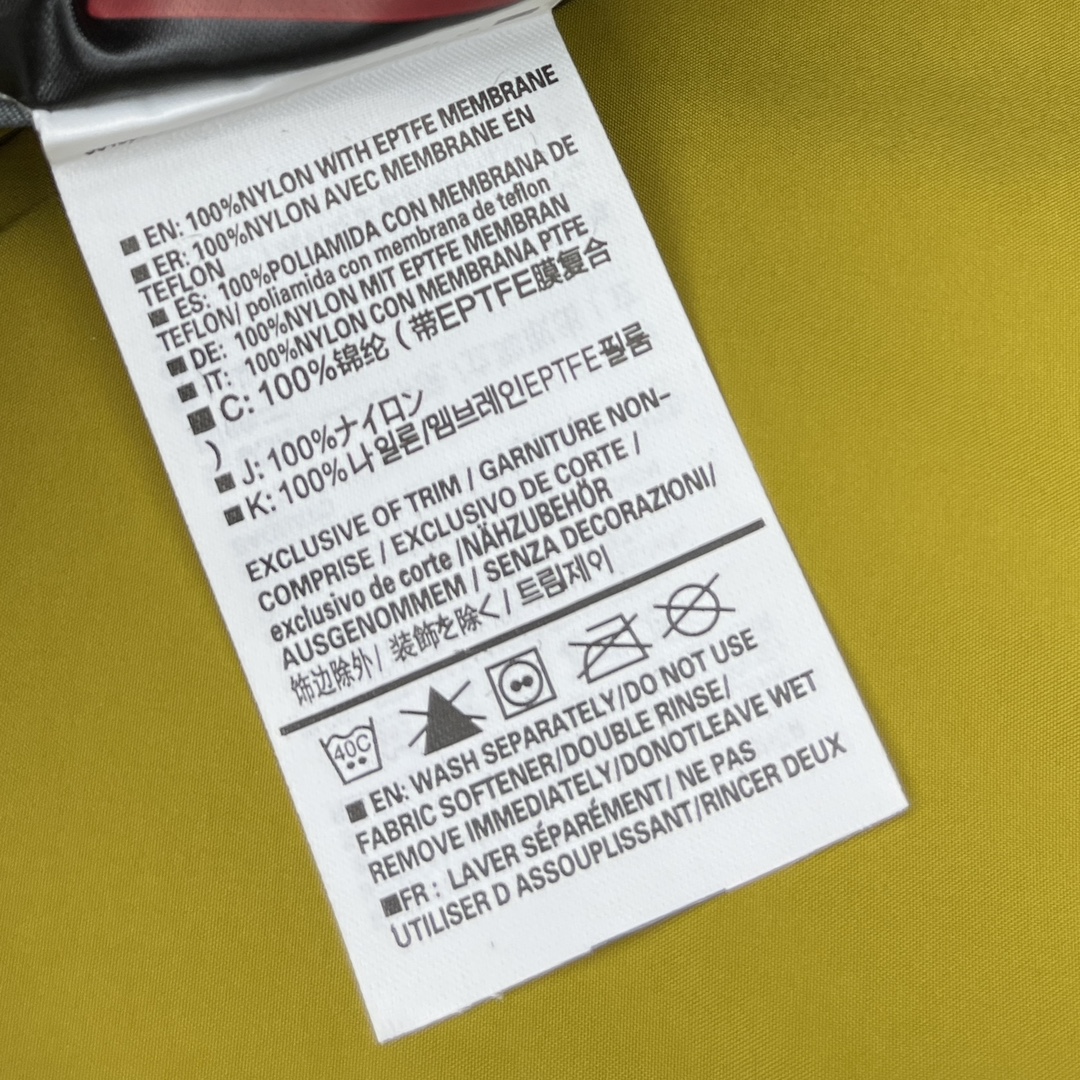 ■ EN: 100%NYLON WITH EPTFE MEMBRANE
■ ER: 100%NYLON AVEC MEMBRANE EN
TEFLON
■ ES: 100%POLIAMIDA CON MEMBRANA DE
TEFLON/ poliamida con membrana de teflon
■ DE: 100%NYLON MIT EPTFE MEMBRAN
■ IT: 100%NYLON CON MEMBRANA PTFE
■ C: 100%锦纶（带EPTFE膜复合
）
■ J: 100%ナイロン
■ K: 100%나일론/멤브레인EPTFE필름
EXCLUSIVE OF TRIM / GARNITURE NON-
COMPRISE / EXCLUSIVO DE CORTE /
exclusivo de corte /NÄHZUBEHÖR
AUSGENOMMEM / SENZA DECORAZIONI/
饰边除外/ 装飾を除く/ 트림제외
40C
■ EN: WASH SEPARATELY/DO NOT USE
FABRIC SOFTENER/DOUBLE RINSE/
REMOVE IMMEDIATELY/DONOTLEAVE WET
■FR : LAVER SÉPARÉMENT/ NE PAS
UTILISER D ASSOUPLISSANT/RINCER DEUX